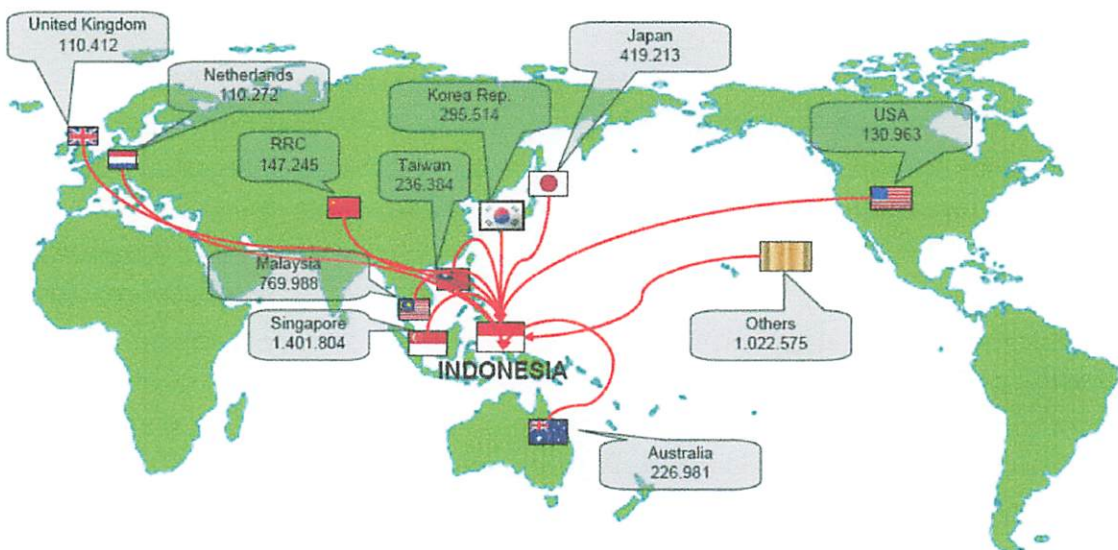 United Kingdom
110.412
Netherlands
110.272
RRC
147.245
Taiwan
236.384
Korea Rep.
295.514
Japan
419.213
USA
130.963
Malaysia
769.988
Singapore
1.401.804
INDONESIA
Others
1.022.575
Australia
226.981